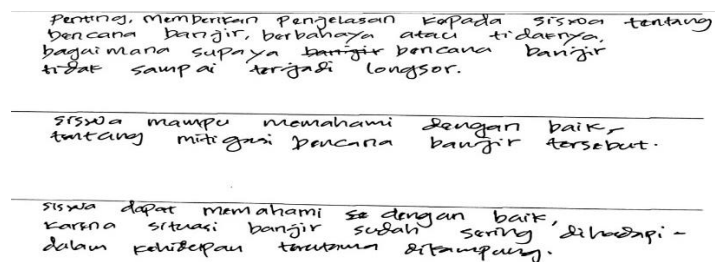 Penting, memberikan Penjelasan kepada siswa tentang
bencana banjir, berbahaya atau tidaknya,
bagaimana supaya banjir bencana banjir
tidak sampai terjadi longsor.
siswa mampu memahami dengan baik,
tentang mitigasi bencana banjir tersebut.
siswa dapat memahami se dengan baik,
karena situasi banjir sudah sering dihadapi-
dalam kehidupan terutama dikampung.